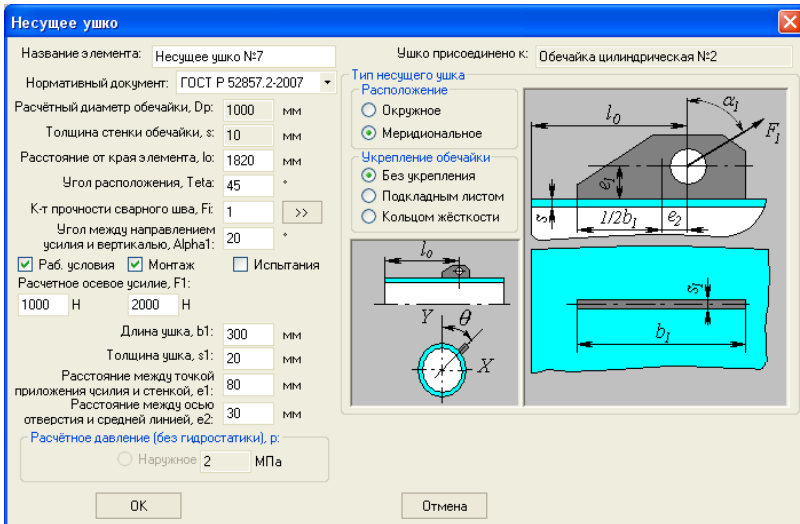 Несущее ушко
Название элемента: Несущее ушко №7
Ушко присоединено к: Обечайка цилиндрическая №2
Нормативный документ: ГОСТ Р 52857.2-2007
Расчётный диаметр обечайки, Dp: 1000 мм
Толщина стенки обечайки, s: 10 мм
Расстояние от края элемента, lo: 1820 мм
Угол расположения, Teta: 45 °
К-т прочности сварного шва, Fi: 1 >>
Угол между направлением
усилия и вертикалью, Alpha1: 20 °
Раб. условия Монтаж Испытания
Расчетное осевое усилие, F1:
1000 Н 2000 Н
Длина ушка, b1: 300 мм
Толщина ушка, s1: 20 мм
Расстояние между точкой
приложения усилия и стенкой, e1: 80 мм
Расстояние между осью
отверстия и средней линией, e2: 30 мм
Расчётное давление (без гидростатики), p:
Наружное 2 МПа
Тип несущего ушка
Расположение
Окружное
Меридиональное
Укрепление обечайки
Без укрепления
Подкладным листом
Кольцом жёсткости
l0
Y θ
X
l0 α1
F1
e1
s
1/2b1 e2
s1
b1
OK Отмена